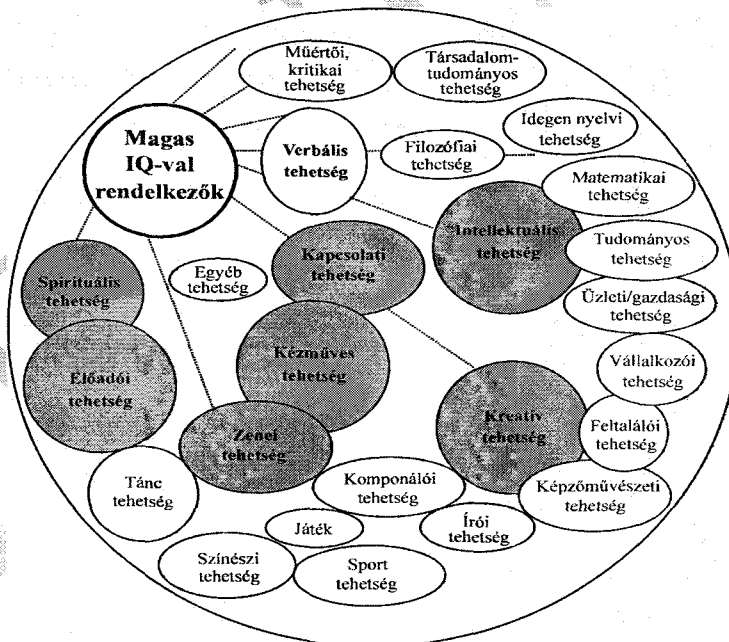 Műértői,
kritikai
tehetség
Társadalom-
tudományos
tehetség
Magas
IQ-val
rendelkezők
Verbális
tehetség
Filozófiai
tehetség
Idegen nyelvi
tehetség
Matematikai
tehetség
Intellektuális
tehetség
Tudományos
tehetség
Kapcsolati
tehetség
Egyéb
tehetség
Spirituális
tehetség
Üzleti/gazdasági
tehetség
Kézműves
tehetség
Vállalkozói
tehetség
Előadói
tehetség
Kreatív
tehetség
Feltalálói
tehetség
Zenei
tehetség
Tánc
tehetség
Komponálói
tehetség
Képzőművészeti
tehetség
Játék
Írói
tehetség
Színészi
tehetség
Sport
tehetség